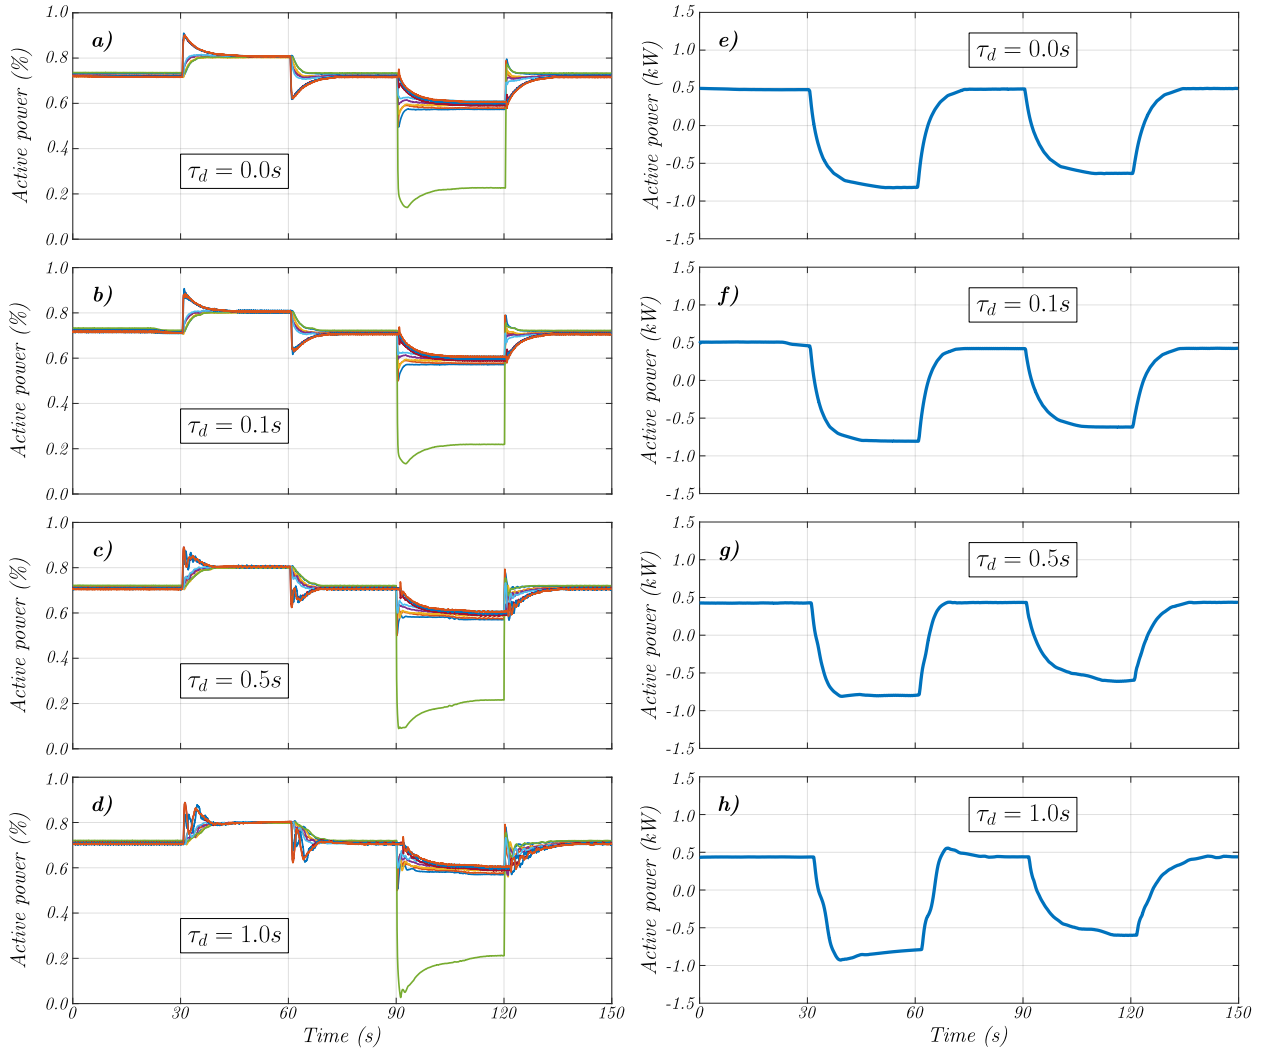 a)
Active power (%)
1.0
0.8
0.6
0.4
0.2
0.0
τd = 0.0s
e)
Active power (kW)
1.5
1.0
0.5
0.0
-0.5
-1.0
-1.5
τd = 0.0s
b)
Active power (%)
1.0
0.8
0.6
0.4
0.2
0.0
τd = 0.1s
f)
Active power (kW)
1.5
1.0
0.5
0.0
-0.5
-1.0
-1.5
τd = 0.1s
c)
Active power (%)
1.0
0.8
0.6
0.4
0.2
0.0
τd = 0.5s
g)
Active power (kW)
1.5
1.0
0.5
0.0
-0.5
-1.0
-1.5
τd = 0.5s
d)
Active power (%)
1.0
0.8
0.6
0.4
0.2
0.0
τd = 1.0s
0 30 60 90 120 150
Time (s)
h)
Active power (kW)
1.5
1.0
0.5
0.0
-0.5
-1.0
-1.5
τd = 1.0s
0 30 60 90 120 150
Time (s)